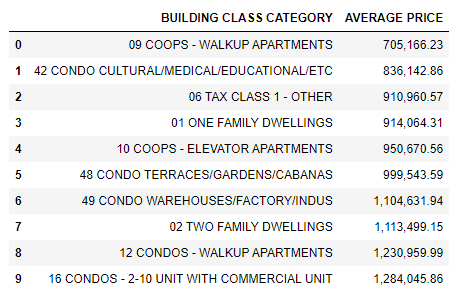 BUILDING CLASS CATEGORY AVERAGE PRICE
0 09 COOPS - WALKUP APARTMENTS 705,166.23
1 42 CONDO CULTURAL/MEDICAL/EDUCATIONAL/ETC 836,142.86
2 06 TAX CLASS 1 - OTHER 910,960.57
3 01 ONE FAMILY DWELLINGS 914,064.31
4 10 COOPS - ELEVATOR APARTMENTS 950,670.56
5 48 CONDO TERRACES/GARDENS/CABANAS 999,543.59
6 49 CONDO WAREHOUSES/FACTORY/INDUS 1,104,631.94
7 02 TWO FAMILY DWELLINGS 1,113,499.15
8 12 CONDOS - WALKUP APARTMENTS 1,230,959.99
9 16 CONDOS - 2-10 UNIT WITH COMMERCIAL UNIT 1,284,045.86